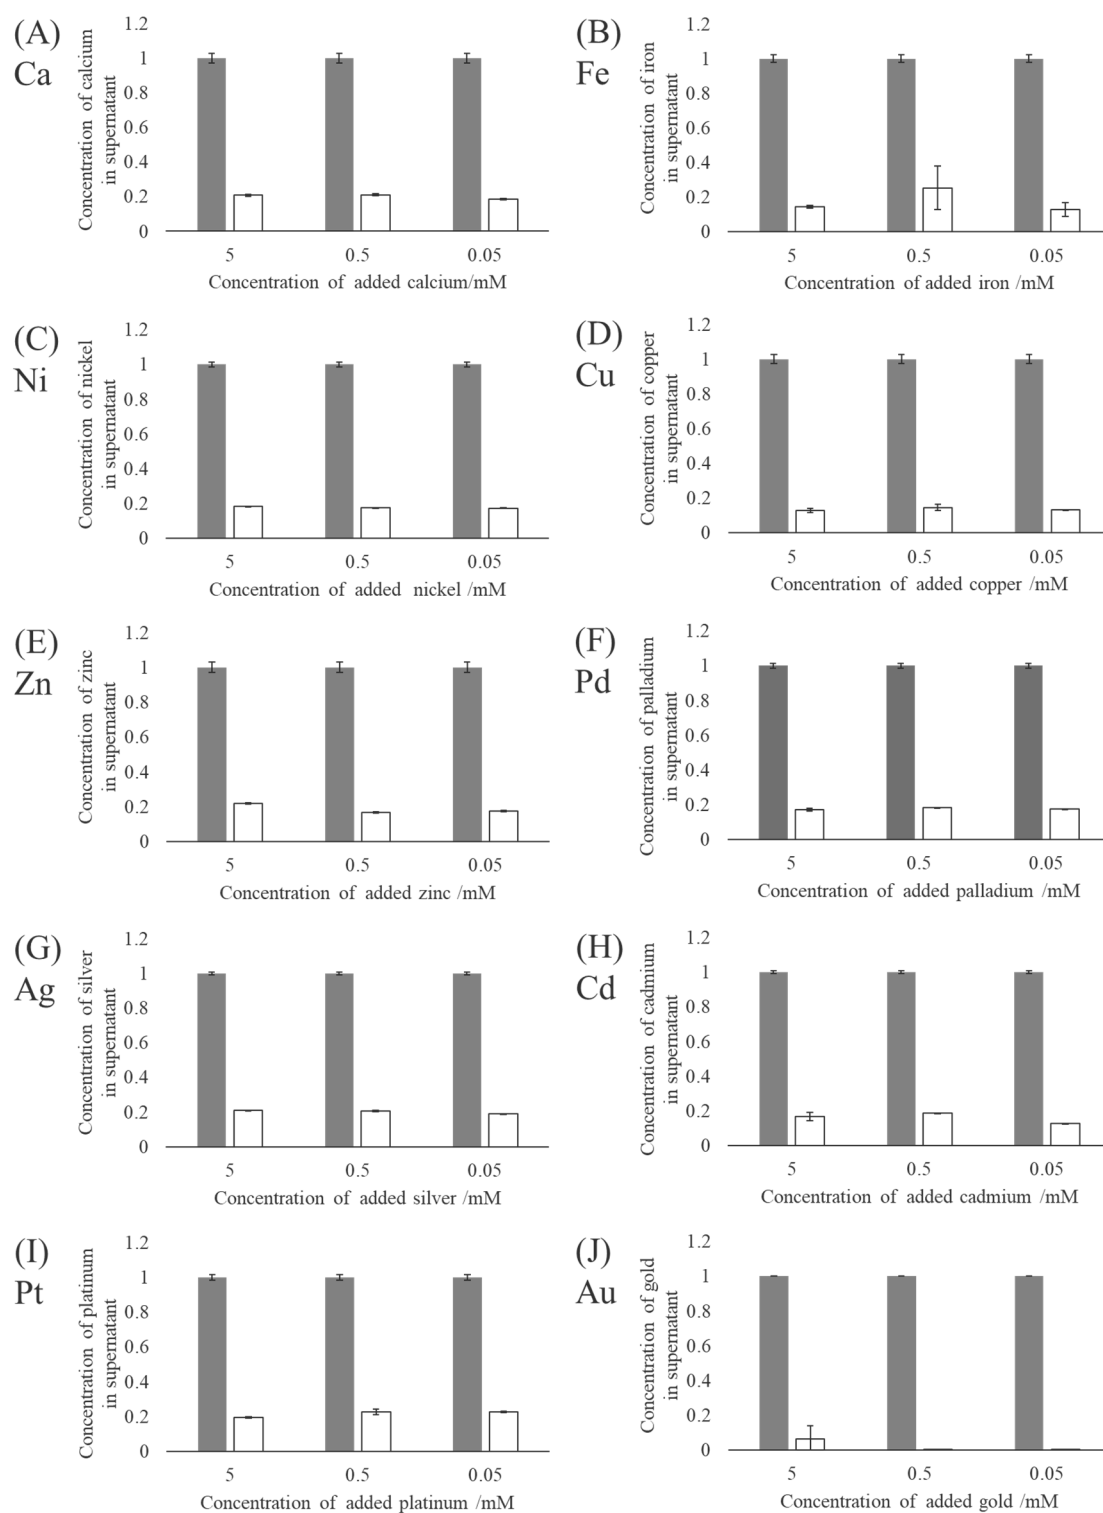 (A)
Ca
Concentration of calcium
in supernatant
1.2
1
0.8
0.6
0.4
0.2
0
5 0.5 0.05
Concentration of added calcium/mM
(B)
Fe
Concentration of iron
in supernatant
1.2
1
0.8
0.6
0.4
0.2
0
5 0.5 0.05
Concentration of added iron /mM
(C)
Ni
Concentration of nickel
in supernatant
1.2
1
0.8
0.6
0.4
0.2
0
5 0.5 0.05
Concentration of added nickel /mM
(D)
Cu
Concentration of copper
in supernatant
1.2
1
0.8
0.6
0.4
0.2
0
5 0.5 0.05
Concentration of added copper /mM
(E)
Zn
Concentration of zinc
in supernatant
1.2
1
0.8
0.6
0.4
0.2
0
5 0.5 0.05
Concentration of added zinc /mM
(F)
Pd
Concentration of palladium
in supernatant
1.2
1
0.8
0.6
0.4
0.2
0
5 0.5 0.05
Concentration of added palladium /mM
(G)
Ag
Concentration of silver
in supernatant
1.2
1
0.8
0.6
0.4
0.2
0
5 0.5 0.05
Concentration of added silver /mM
(H)
Cd
Concentration of cadmium
in supernatant
1.2
1
0.8
0.6
0.4
0.2
0
5 0.5 0.05
Concentration of added cadmium /mM
(I)
Pt
Concentration of platinum
in supernatant
1.2
1
0.8
0.6
0.4
0.2
0
5 0.5 0.05
Concentration of added platinum /mM
(J)
Au
Concentration of gold
in supernatant
1.2
1
0.8
0.6
0.4
0.2
0
5 0.5 0.05
Concentration of added gold /mM